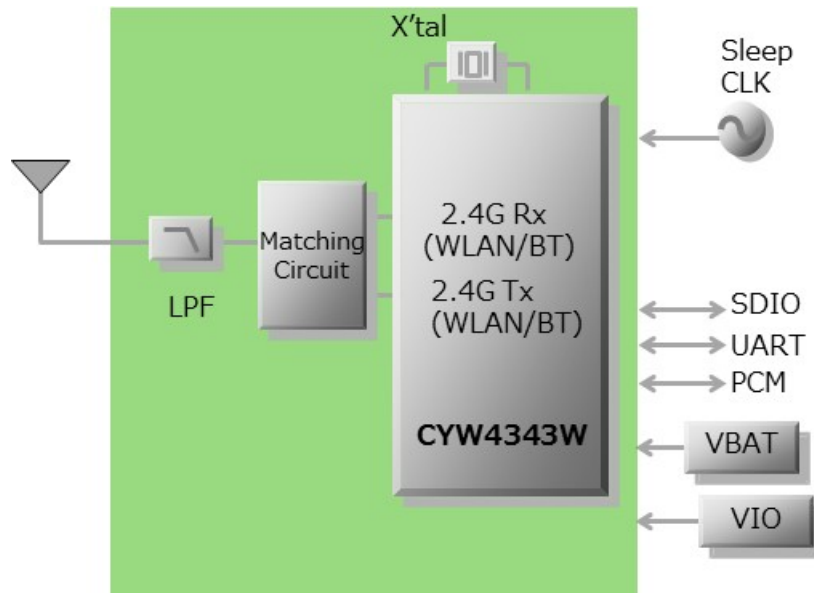 X'tal
Sleep
CLK
2.4G Rx
(WLAN/BT)
Matching
Circuit
2.4G Tx
(WLAN/BT)
LPF
SDIO
UART
PCM
CYW4343W
VBAT
VIO